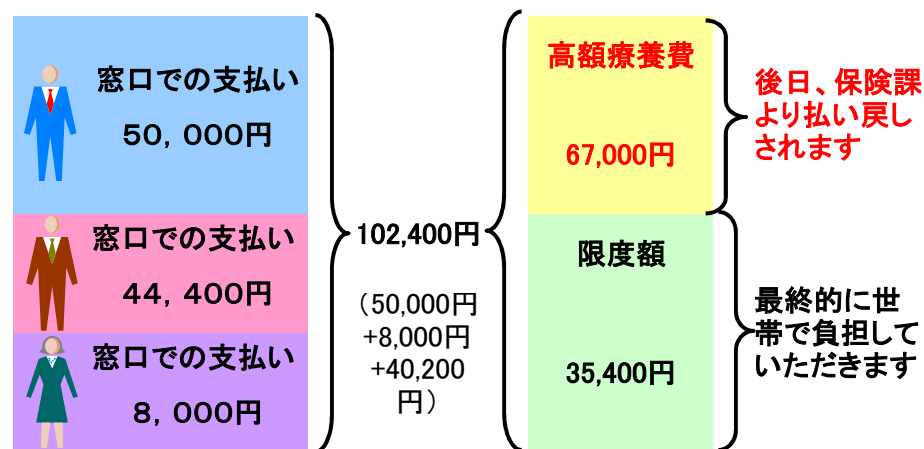 窓口での支払い
50,000円
窓口での支払い
44,400円
窓口での支払い
8,000円
102,400円
（50,000円
+8,000円
+40,200
円）
高額療養費
67,000円
限度額
35,400円
後日、保険課
より払い戻し
されます
最終的に世
帯で負担して
いただきます